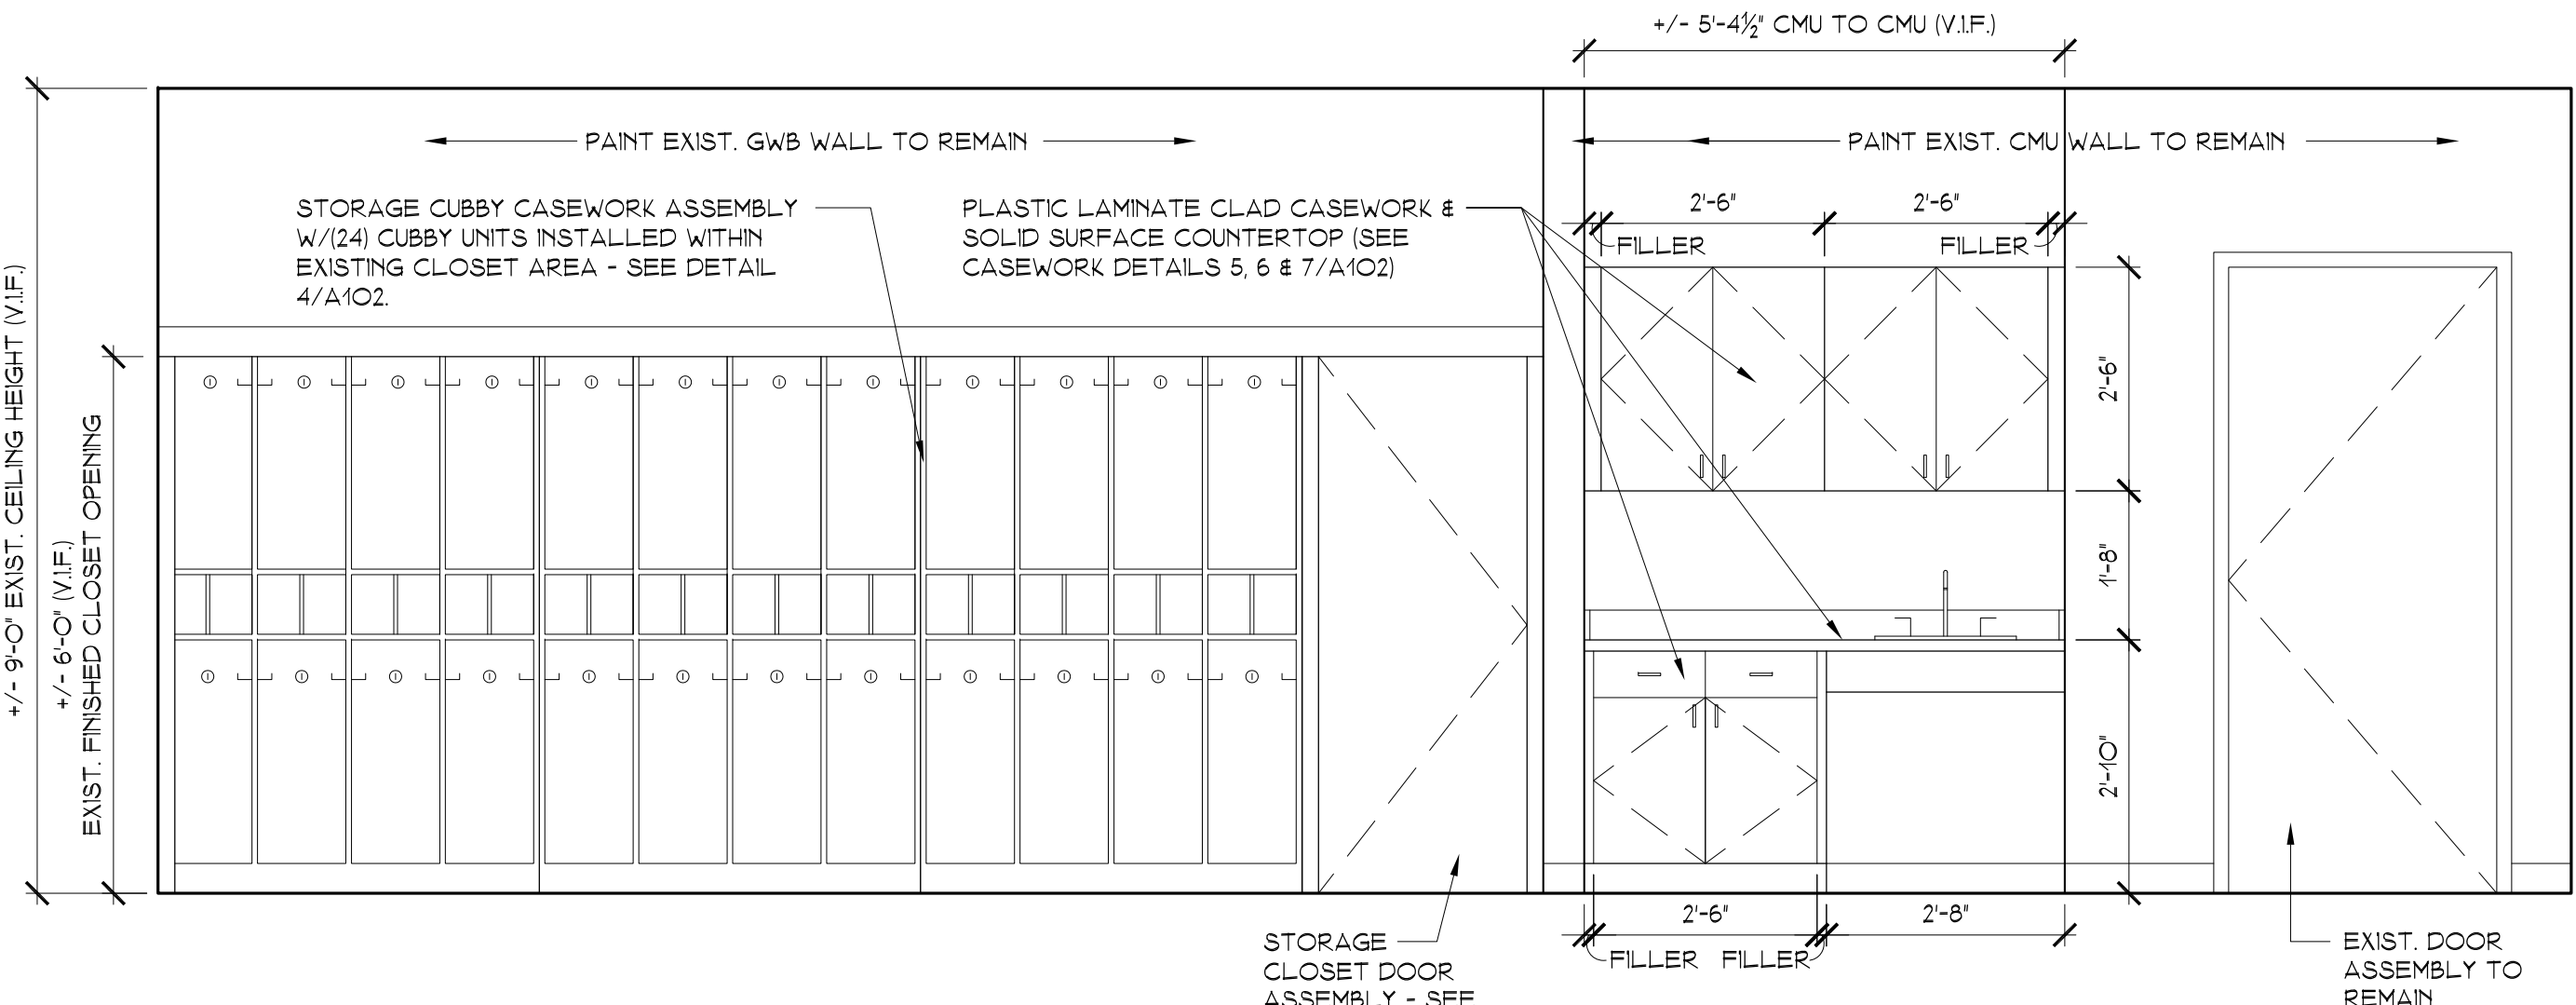 +/- 5'-4½" CMU TO CMU (V.I.F.)
PAINT EXIST. GWB WALL TO REMAIN
PAINT EXIST. CMU WALL TO REMAIN
STORAGE CUBBY CASEWORK ASSEMBLY
W/(24) CUBBY UNITS INSTALLED WITHIN
EXISTING CLOSET AREA - SEE DETAIL
4/A102.
PLASTIC LAMINATE CLAD CASEWORK &
SOLID SURFACE COUNTERTOP (SEE
CASEWORK DETAILS 5, 6 & 7/A102)
2'-6"
2'-6"
FILLER
FILLER
+/- 9'-0" EXIST. CEILING HEIGHT (V.I.F.)
+/- 6'-0" (V.I.F.)
EXIST. FINISHED CLOSET OPENING
2'-6"
1'-8"
2'-10"
2'-6"
2'-8"
FILLER
FILLER
STORAGE
CLOSET DOOR
ASSEMBLY - SEE
EXIST. DOOR
ASSEMBLY TO
REMAIN